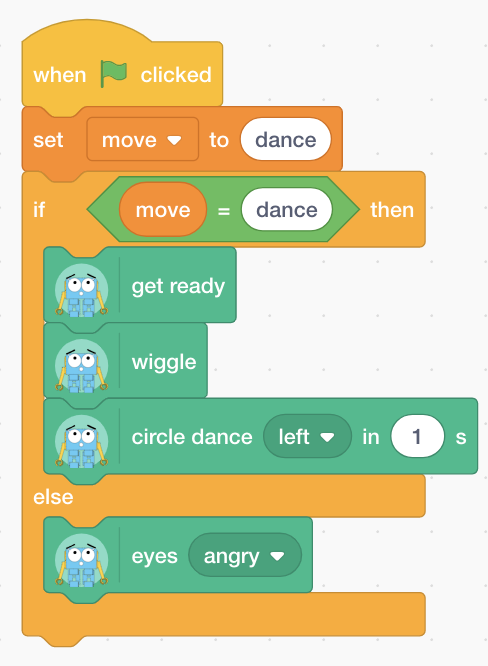 when clicked
set move to dance
if move = dance then
get ready
wiggle
circle dance left in 1 s
else
eyes angry